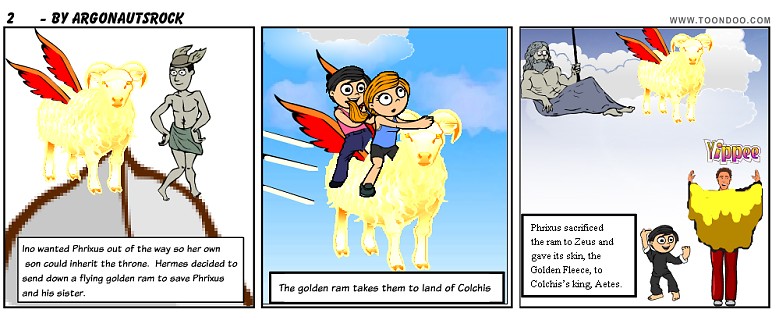 2 - BY ARGONAUTSROCK
WWW.TOONDOO.COM
Ino wanted Phrixus out of the way so her own
son could inherit the throne. Hermes decided to
send down a flying golden ram to save Phrixus
and his sister.
The golden ram takes them to land of Colchis
Yippee
Phrixus sacrificed
the ram to Zeus and
gave its skin, the
Golden Fleece, to
Colchis's king, Aetes.